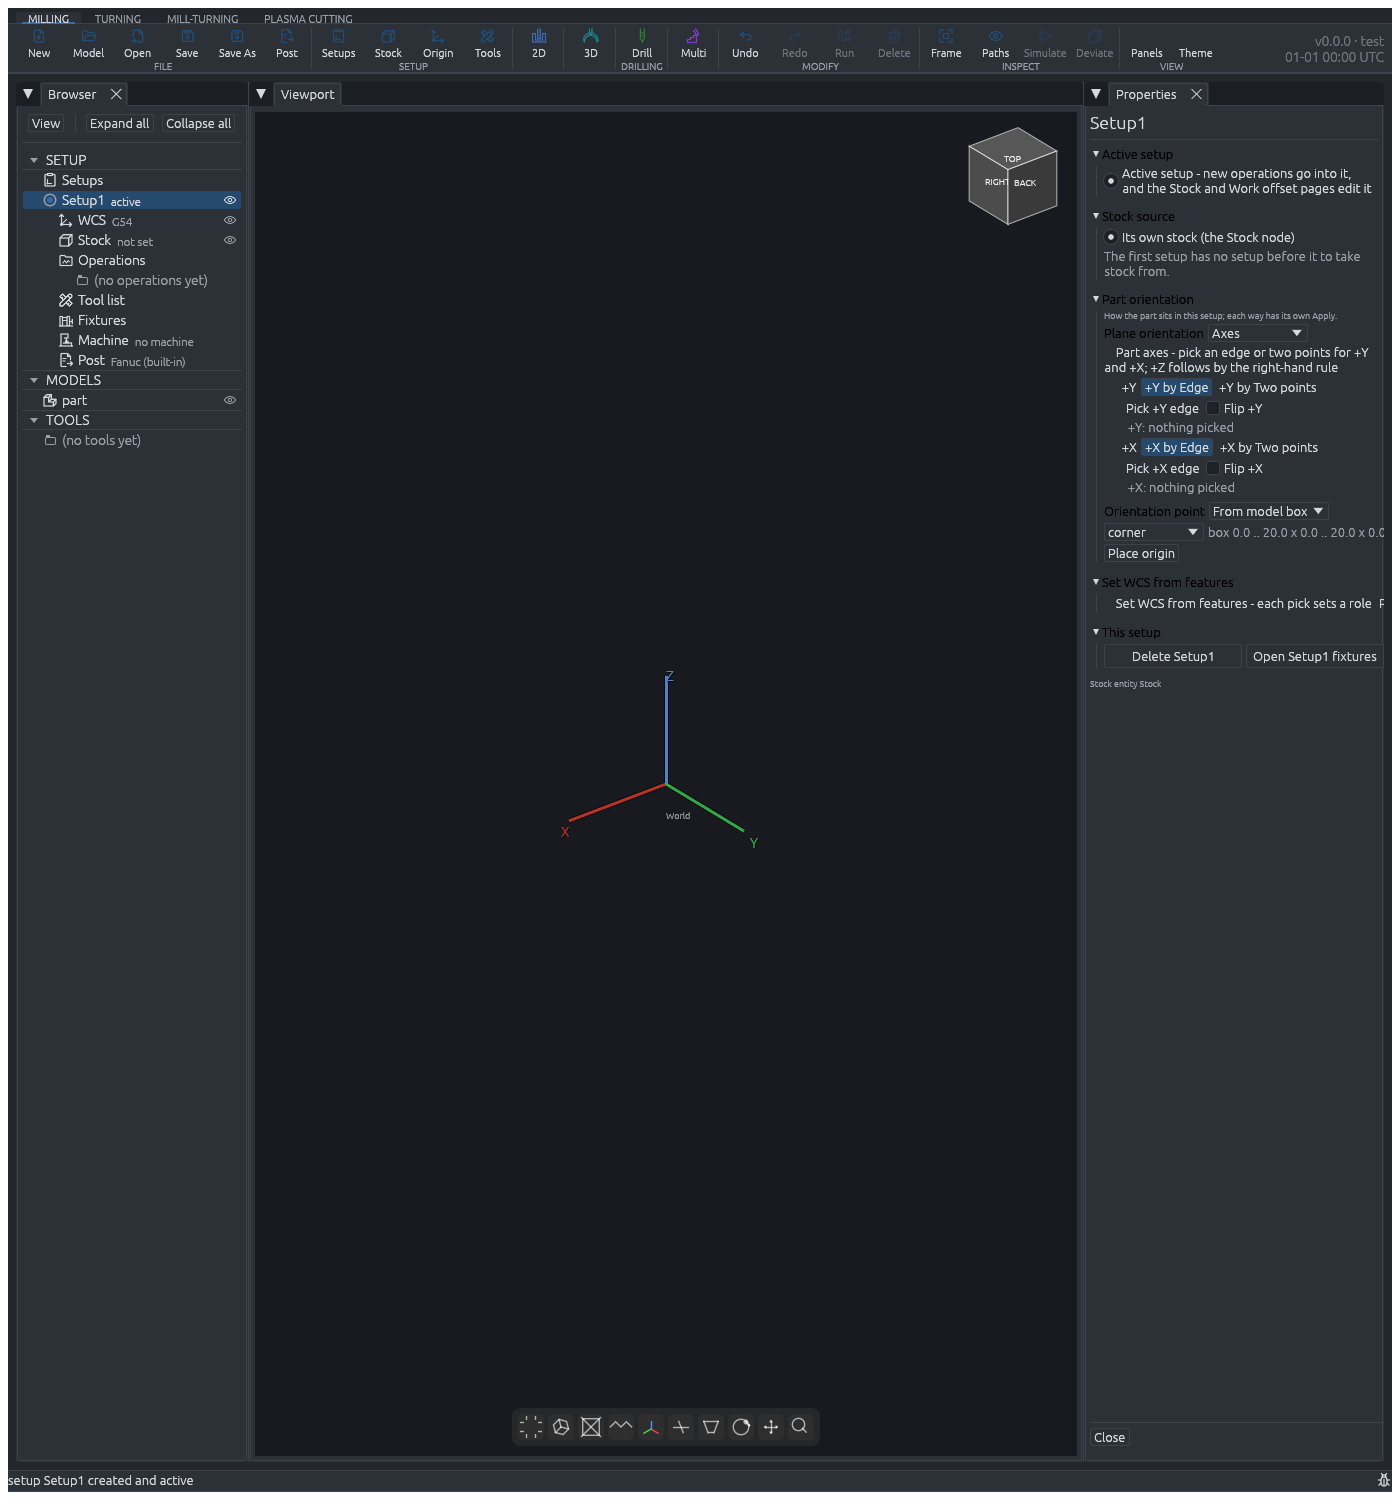 MILLING TURNING MILL-TURNING PLASMA CUTTING
New Model Open Save Save As Post Setups Stock Origin Tools 2D 3D Drill Multi Undo Redo Run Delete Frame Paths Simulate Deviate Panels Theme
FILE SETUP DRILLING MODIFY INSPECT VIEW
v0.0.0 · test
01-01 00:00 UTC
Browser
View Expand all Collapse all
SETUP
Setups
Setup1 active
WCS G54
Stock not set
Operations
(no operations yet)
Tool list
Fixtures
Machine no machine
Post Fanuc (built-in)
MODELS
part
TOOLS
(no tools yet)
Viewport
TOP
RIGHT BACK
Z
World
X
Y
Properties
Setup1
Active setup
Active setup - new operations go into it,
and the Stock and Work offset pages edit it
Stock source
Its own stock (the Stock node)
The first setup has no setup before it to take
stock from.
Part orientation
How the part sits in this setup; each way has its own Apply.
Plane orientation Axes
Part axes - pick an edge or two points for +Y
and +X; +Z follows by the right-hand rule
+Y +Y by Edge +Y by Two points
Pick +Y edge Flip +Y
+Y: nothing picked
+X +X by Edge +X by Two points
Pick +X edge Flip +X
+X: nothing picked
Orientation point From model box
corner box 0.0 .. 20.0 x 0.0 .. 20.0 x 0.0
Place origin
Set WCS from features
Set WCS from features - each pick sets a role
This setup
Delete Setup1 Open Setup1 fixtures
Stock entity Stock
Close
setup Setup1 created and active